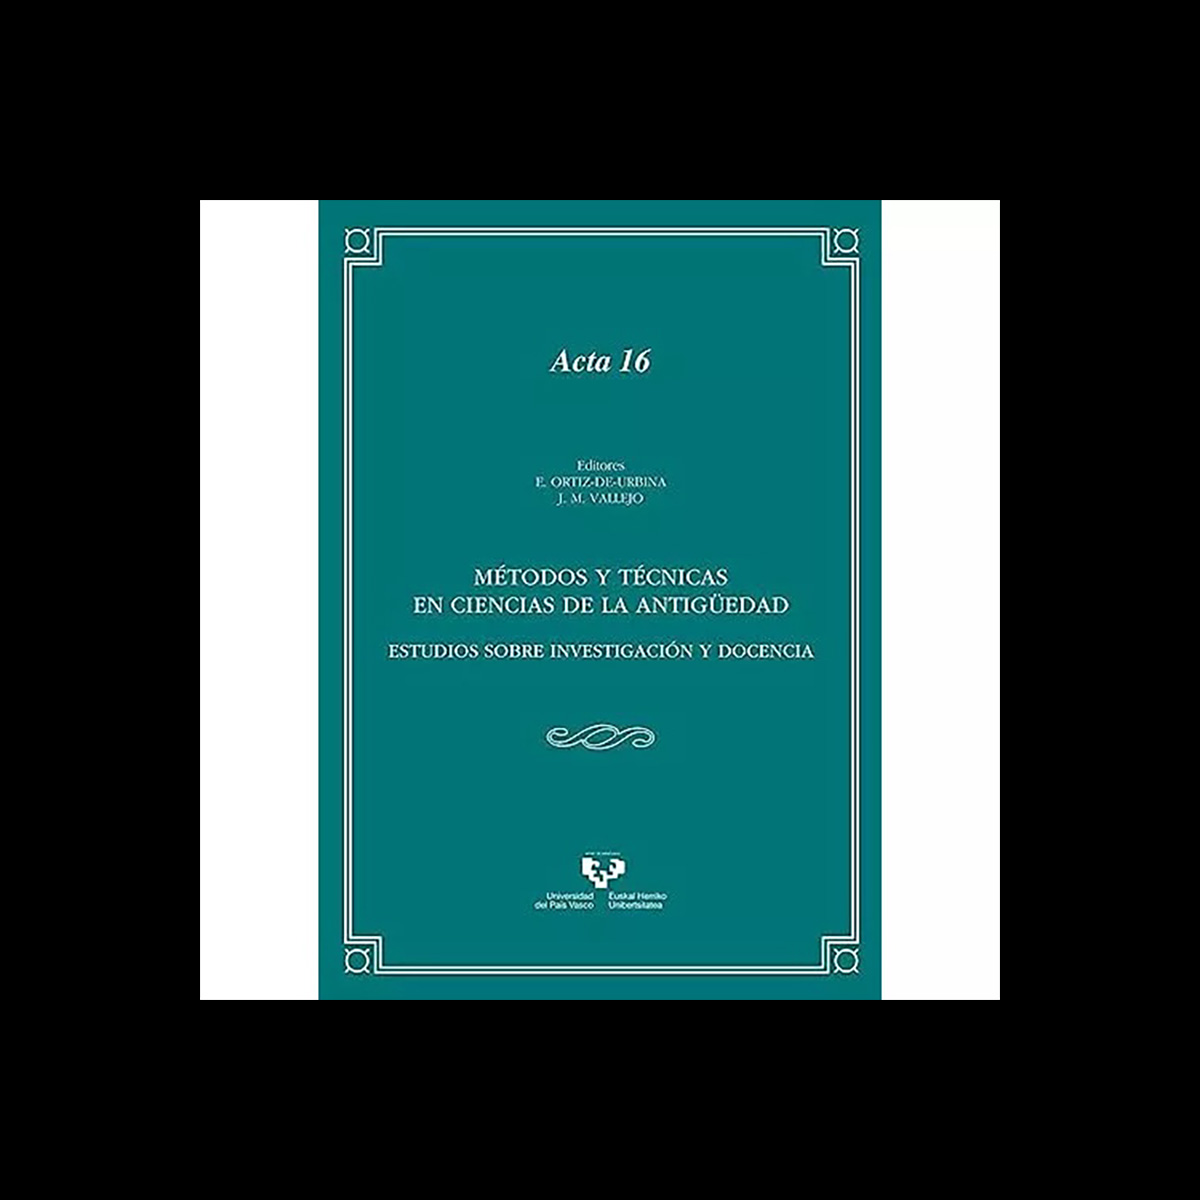 Acta 16
Editores
E. ORTIZ-DE-URBINA
J. M. VALLEJO
MÉTODOS Y TÉCNICAS
EN CIENCIAS DE LA ANTIGÜEDAD
ESTUDIOS SOBRE INVESTIGACIÓN Y DOCENCIA
Universidad
del País Vasco
Euskal Herriko
Unibertsitatea